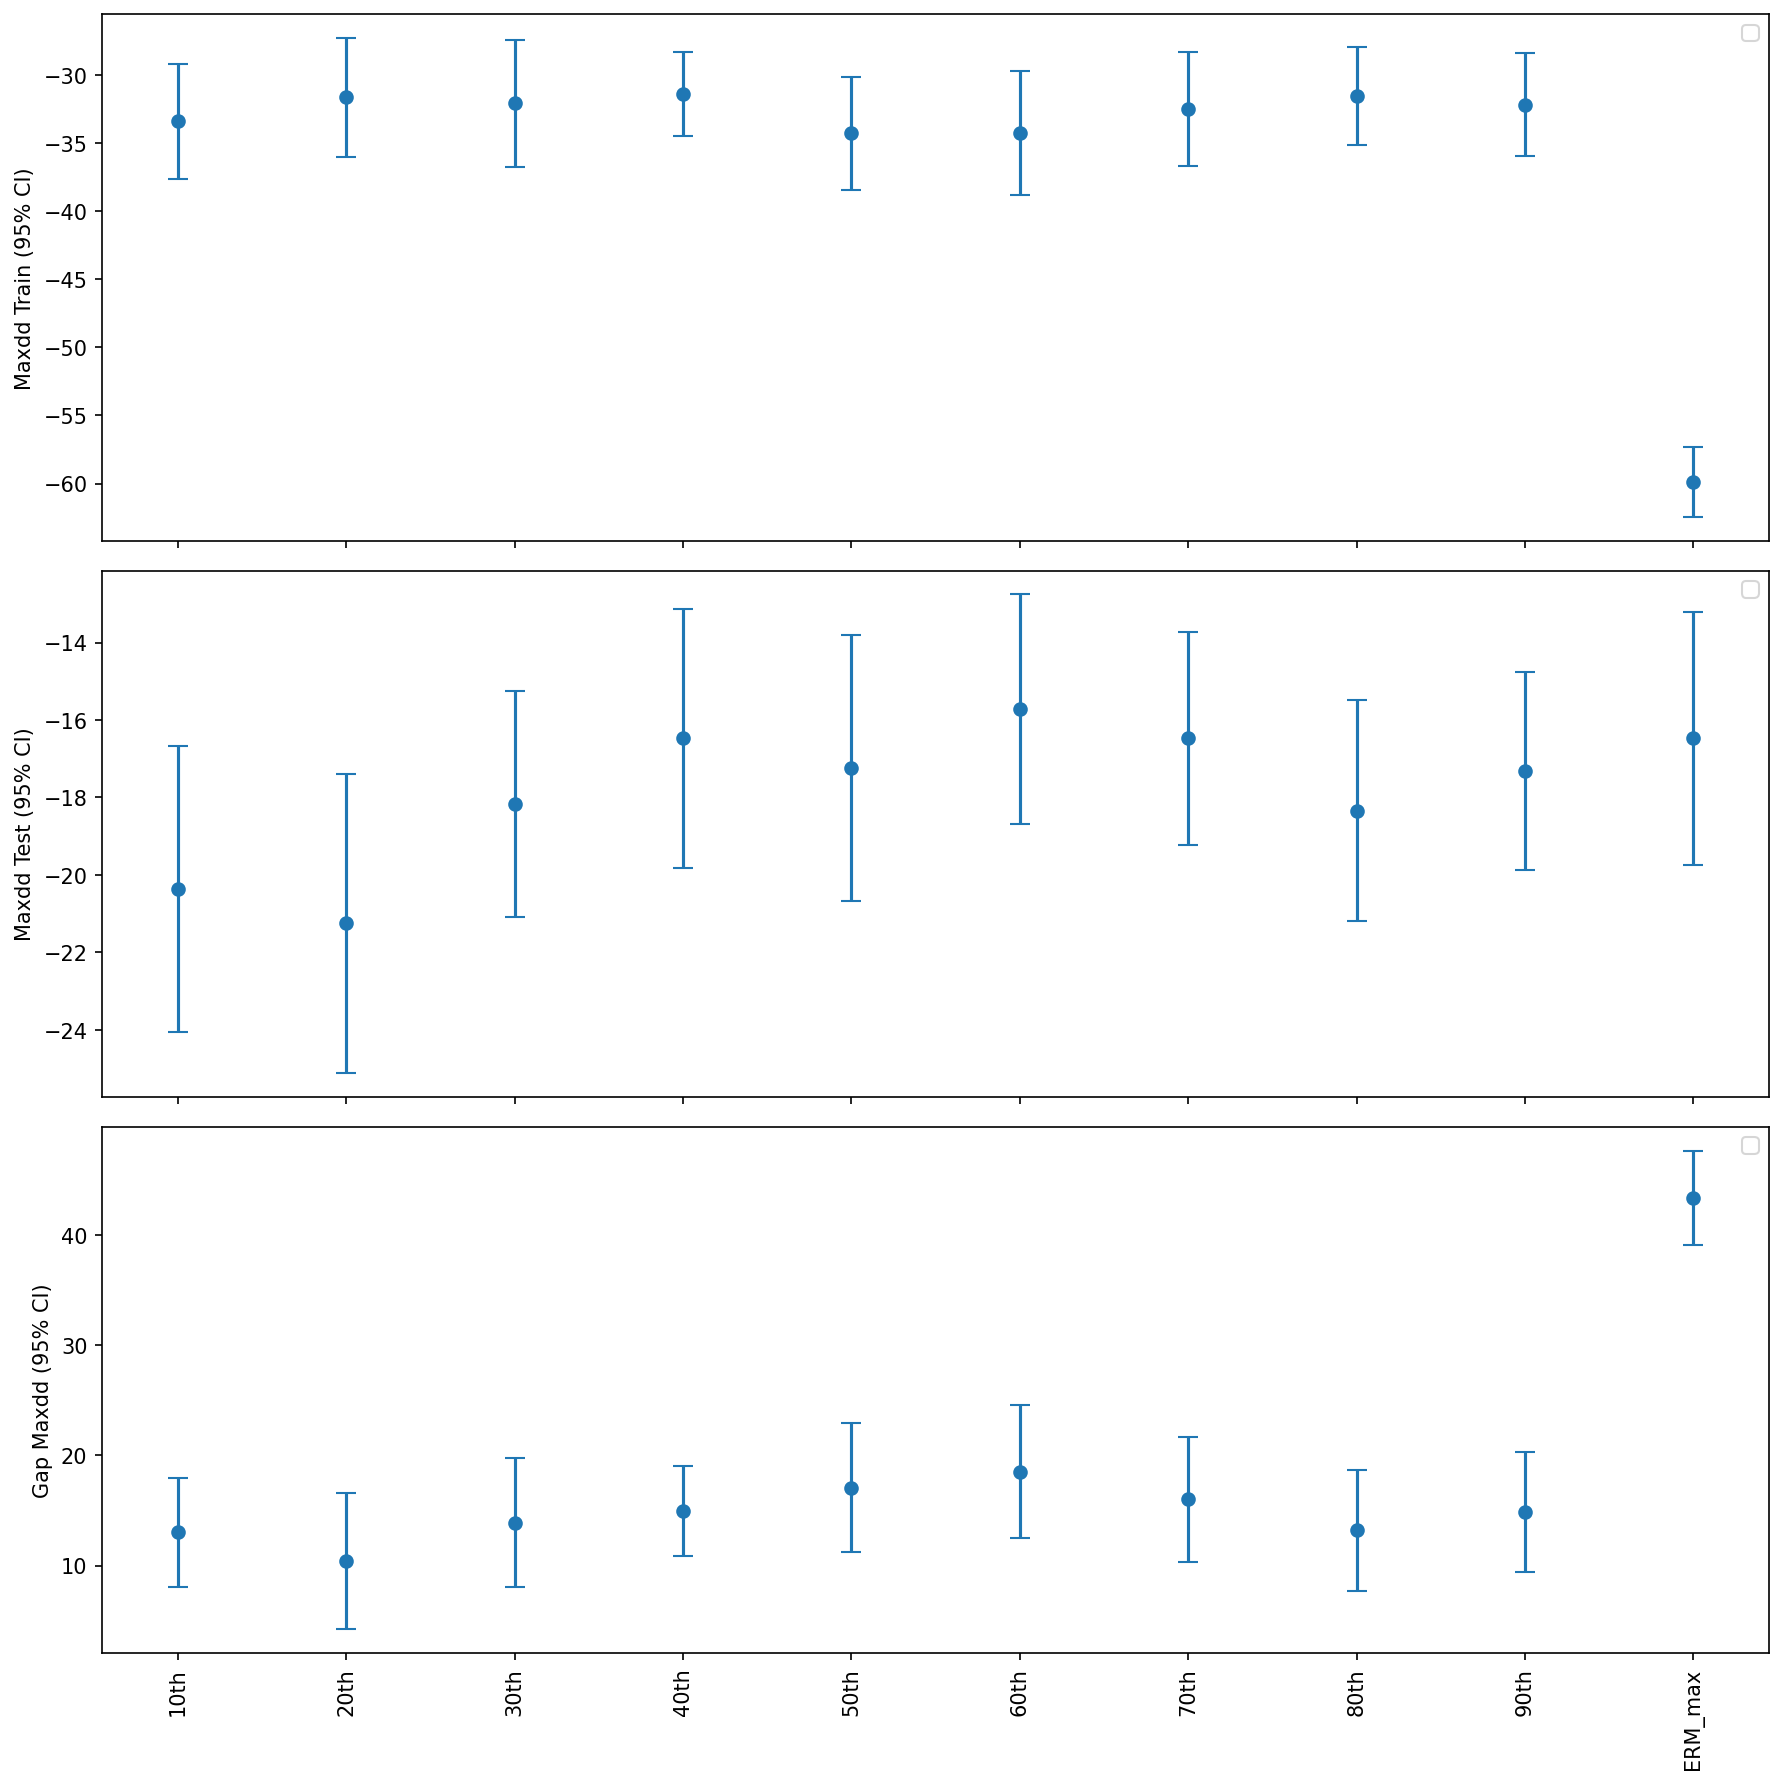 Maxdd Train (95% CI)
−30
−35
−40
−45
−50
−55
−60
Maxdd Test (95% CI)
−14
−16
−18
−20
−22
−24
Gap Maxdd (95% CI)
40
30
20
10
10th
20th
30th
40th
50th
60th
70th
80th
90th
ERM_max